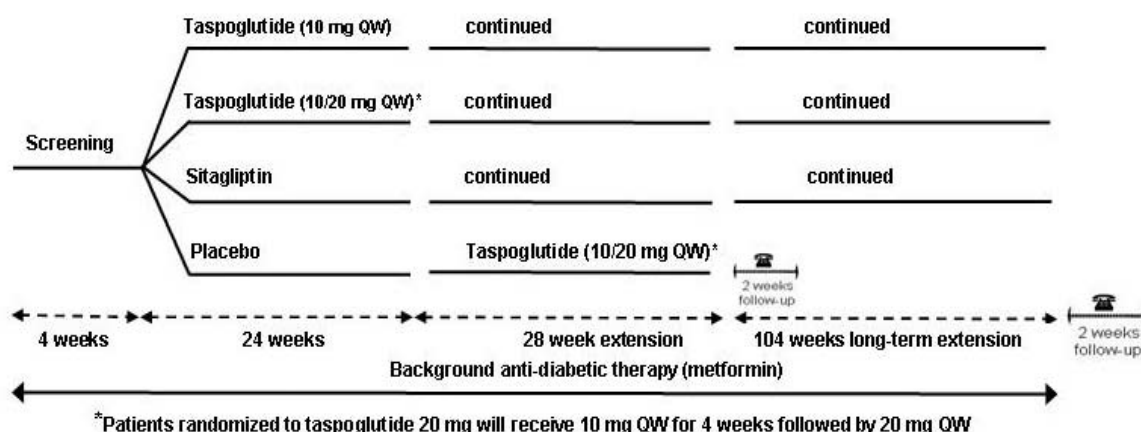 Taspoglutide (10 mg QW) continued continued
Taspoglutide (10/20 mg QW)* continued continued
Screening
Sitagliptin continued continued
Placebo Taspoglutide (10/20 mg QW)*
2 weeks
follow-up
4 weeks 24 weeks 28 week extension 104 weeks long-term extension
2 weeks
follow-up
Background anti-diabetic therapy (metformin)
*Patients randomized to taspoglutide 20 mg will receive 10 mg QW for 4 weeks followed by 20 mg QW